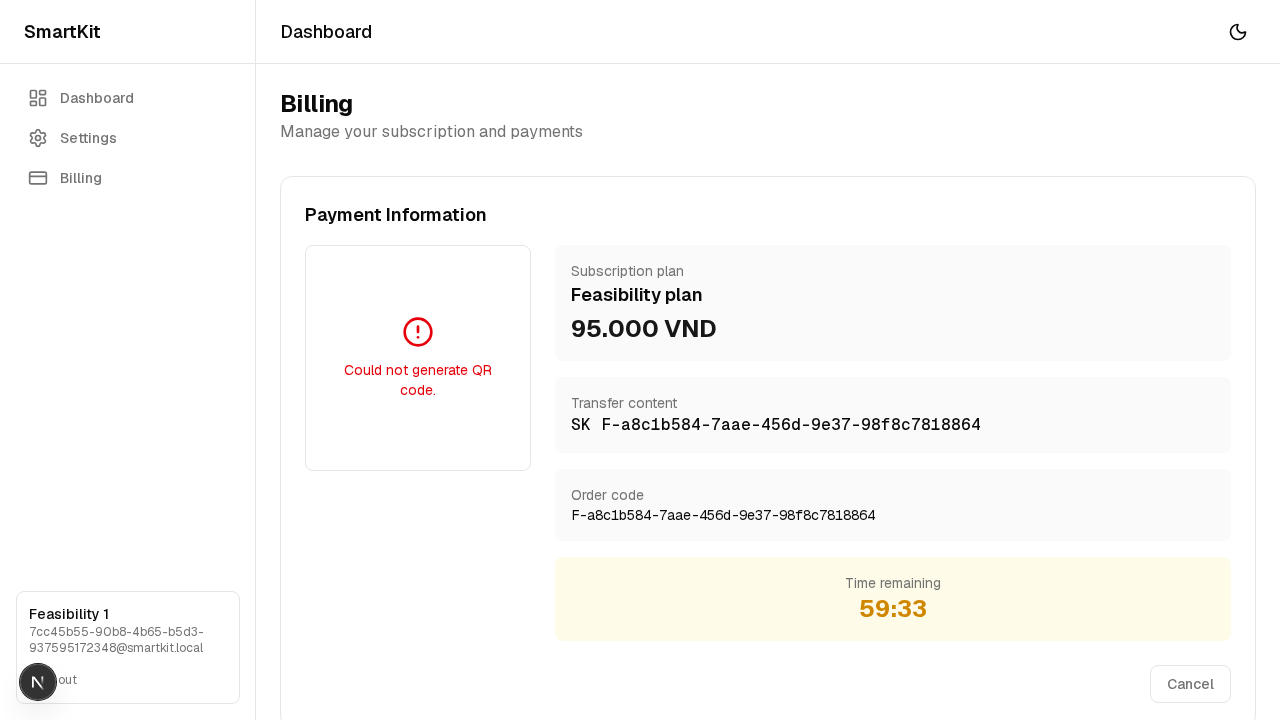 SmartKit
Dashboard
Dashboard
Settings
Billing
Billing
Manage your subscription and payments
Payment Information
Could not generate QR
code.
Subscription plan
Feasibility plan
95.000 VND
Transfer content
SK F-a8c1b584-7aae-456d-9e37-98f8c7818864
Order code
F-a8c1b584-7aae-456d-9e37-98f8c7818864
Time remaining
59:33
Cancel
Feasibility 1
7cc45b55-90b8-4b65-b5d3-
937595172348@smartkit.local
N
out